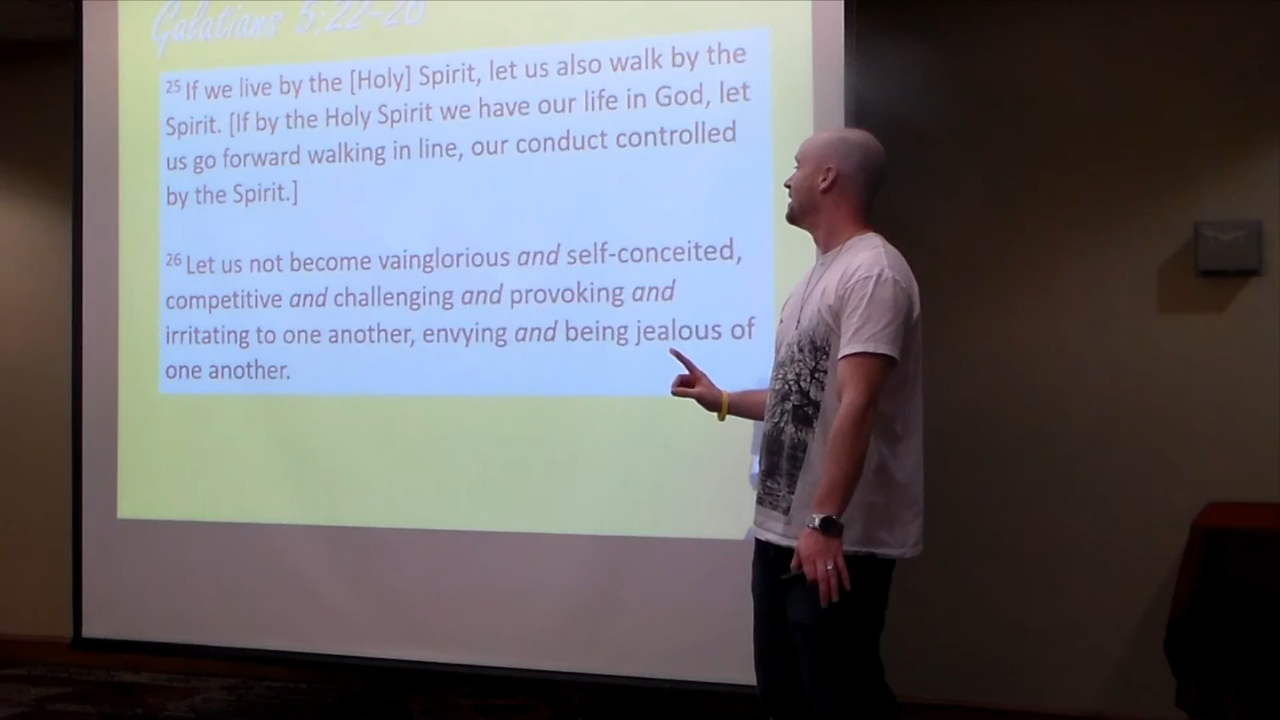 Galatians 5:22-26
25 If we live by the [Holy] Spirit, let us also walk by the
Spirit. [If by the Holy Spirit we have our life in God, let
us go forward walking in line, our conduct controlled
by the Spirit.]
26 Let us not become vainglorious and self-conceited,
competitive and challenging and provoking and
irritating to one another, envying and being jealous of
one another.